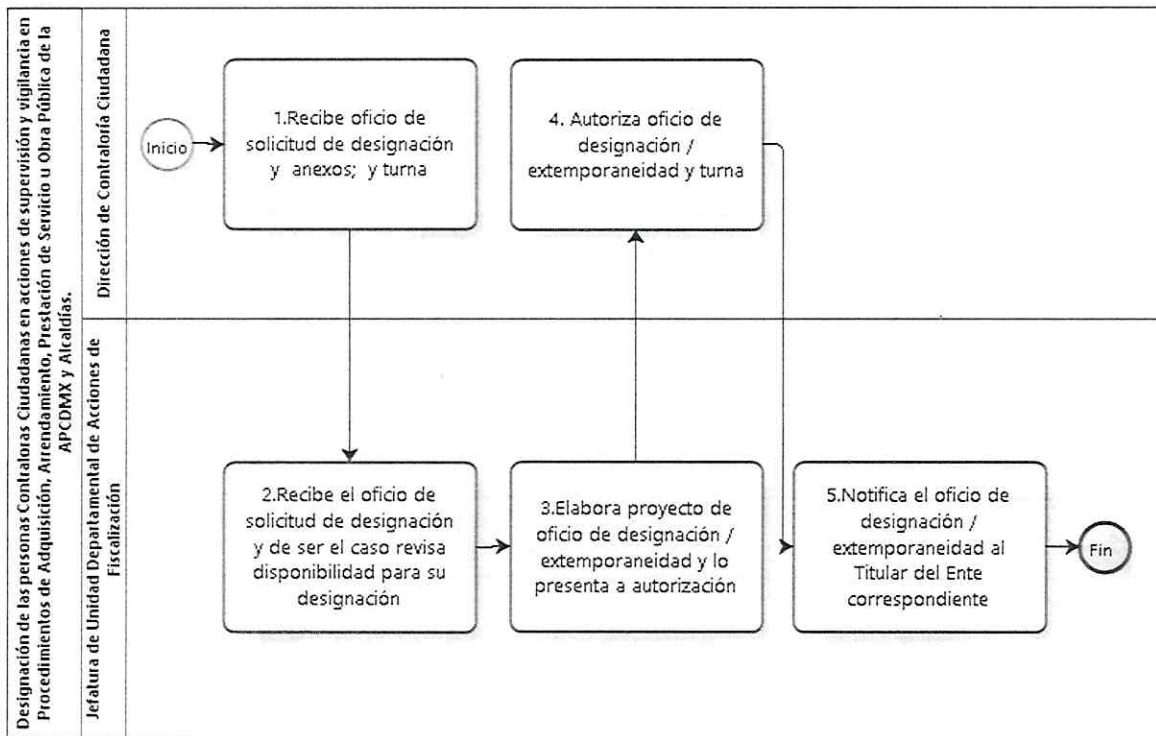 Designación de las personas Contraloras Ciudadanas en acciones de supervisión y vigilancia en
Procedimientos de Adquisición, Arrendamiento, Prestación de Servicio u Obra Pública de la
APCDMX y Alcaldías.
Dirección de Contraloría Ciudadana
Inicio
1.Recibe oficio de
solicitud de designación
y anexos; y turna
4. Autoriza oficio de
designación /
extemporaneidad y turna
Jefatura de Unidad Departamental de Acciones de
Fiscalización
2.Recibe el oficio de
solicitud de designación
y de ser el caso revisa
disponibilidad para su
designación
3.Elabora proyecto de
oficio de designación /
extemporaneidad y lo
presenta a autorización
5.Notifica el oficio de
designación /
extemporaneidad al
Titular del Ente
correspondiente
Fin